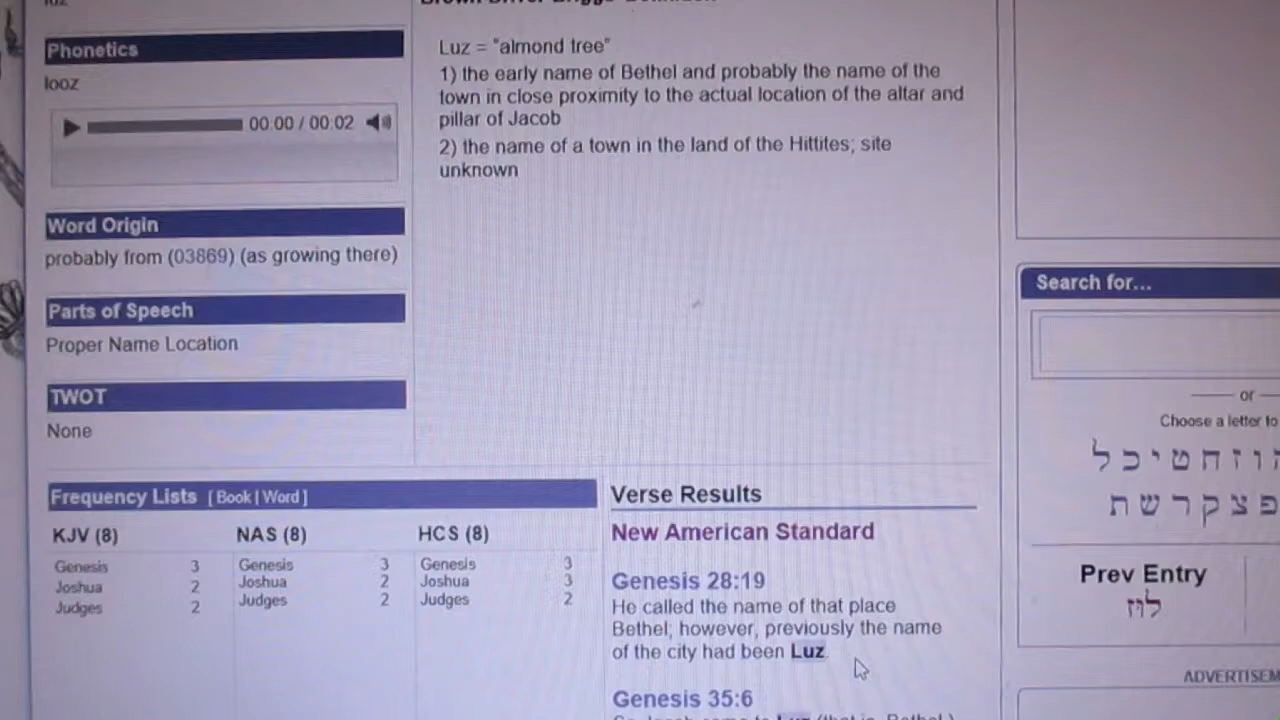 Phonetics
looz
00:00 / 00:02
Word Origin
probably from (03869) (as growing there)
Parts of Speech
Proper Name Location
TWOT
None
Luz = "almond tree"
1) the early name of Bethel and probably the name of the
town in close proximity to the actual location of the altar and
pillar of Jacob
2) the name of a town in the land of the Hittites; site
unknown
Frequency Lists [ Book | Word ]
KJV (8) NAS (8) HCS (8)
Genesis 3 Genesis 3 Genesis 3
Joshua 2 Joshua 2 Joshua 3
Judges 2 Judges 2 Judges 2
Verse Results
New American Standard
Genesis 28:19
He called the name of that place
Bethel; however, previously the name
of the city had been Luz.
Genesis 35:6
Search for...
or
Choose a letter to
ו ז ח ט י כ ל
פ צ ק ר ש ת
Prev Entry
לוז
ADVERTISEM